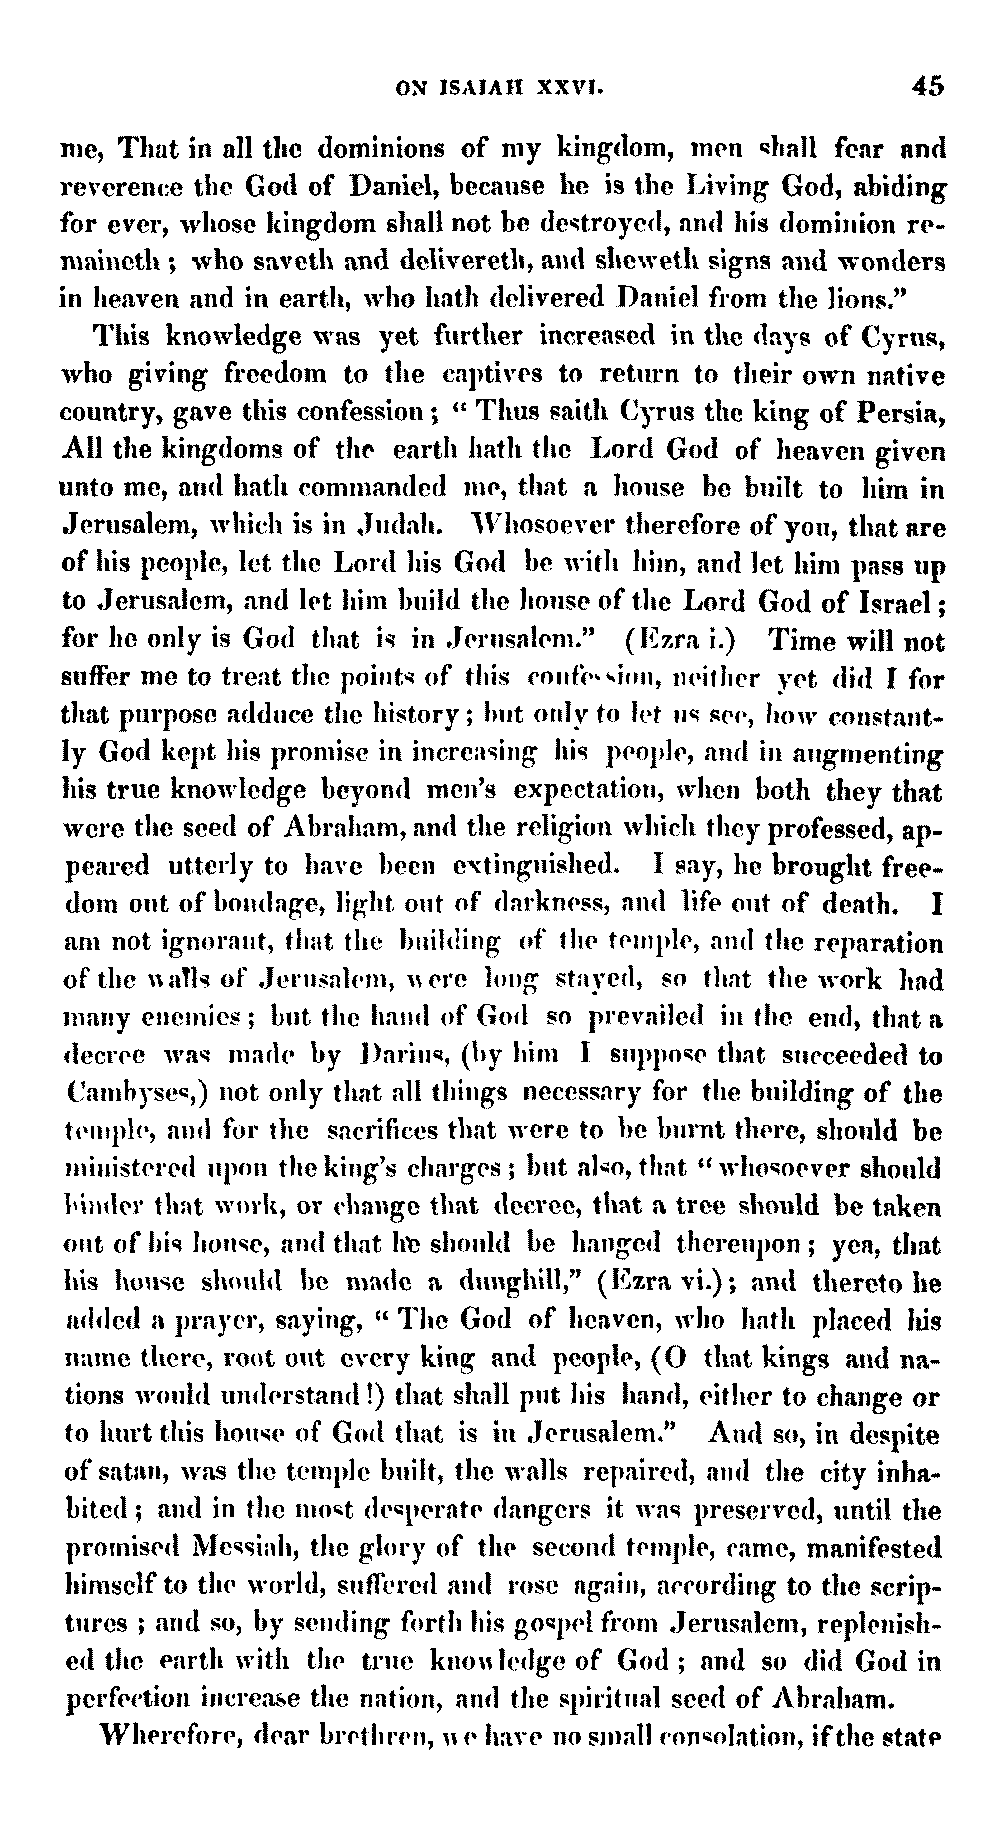 ON ISAIAH XXVI. 45
me, That in all the dominions of my kingdom, men shall fear and
reverence the God of Daniel, because he is the Living God, abiding
for ever, whose kingdom shall not be destroyed, and his dominion re-
maineth ; who saveth and delivereth, and sheweth signs and wonders
in heaven and in earth, who hath delivered Daniel from the lions.”
This knowledge was yet further increased in the days of Cyrus,
who giving freedom to the captives to return to their own native
country, gave this confession ; “ Thus saith Cyrus the king of Persia,
All the kingdoms of the earth hath the Lord God of heaven given
unto me, and hath commanded me, that a house be built to him in
Jerusalem, which is in Judah. Whosoever therefore of you, that are
of his people, let the Lord his God be with him, and let him pass up
to Jerusalem, and let him build the house of the Lord God of Israel ;
for he only is God that is in Jerusalem.” (Ezra i.) Time will not
suffer me to treat the points of this confession, neither yet did I for
that purpose adduce the history ; but only to let us see, how constant-
ly God kept his promise in increasing his people, and in augmenting
his true knowledge beyond men’s expectation, when both they that
were the seed of Abraham, and the religion which they professed, ap-
peared utterly to have been extinguished. I say, he brought free-
dom out of bondage, light out of darkness, and life out of death. I
am not ignorant, that the building of the temple, and the reparation
of the walls of Jerusalem, were long stayed, so that the work had
many enemies ; but the hand of God so prevailed in the end, that a
decree was made by Darius, (by him I suppose that succeeded to
Cambyses,) not only that all things necessary for the building of the
temple, and for the sacrifices that were to be burnt there, should be
ministered upon the king’s charges ; but also, that “ whosoever should
hinder that work, or change that decree, that a tree should be taken
out of his house, and that he should be hanged thereupon ; yea, that
his house should be made a dunghill,” (Ezra vi.) ; and thereto he
added a prayer, saying, “ The God of heaven, who hath placed his
name there, root out every king and people, (O that kings and na-
tions would understand !) that shall put his hand, either to change or
to hurt this house of God that is in Jerusalem.” And so, in despite
of satan, was the temple built, the walls repaired, and the city inha-
bited ; and in the most desperate dangers it was preserved, until the
promised Messiah, the glory of the second temple, came, manifested
himself to the world, suffered and rose again, according to the scrip-
tures ; and so, by sending forth his gospel from Jerusalem, replenish-
ed the earth with the true knowledge of God ; and so did God in
perfection increase the nation, and the spiritual seed of Abraham.
Wherefore, dear brethren, we have no small consolation, if the state